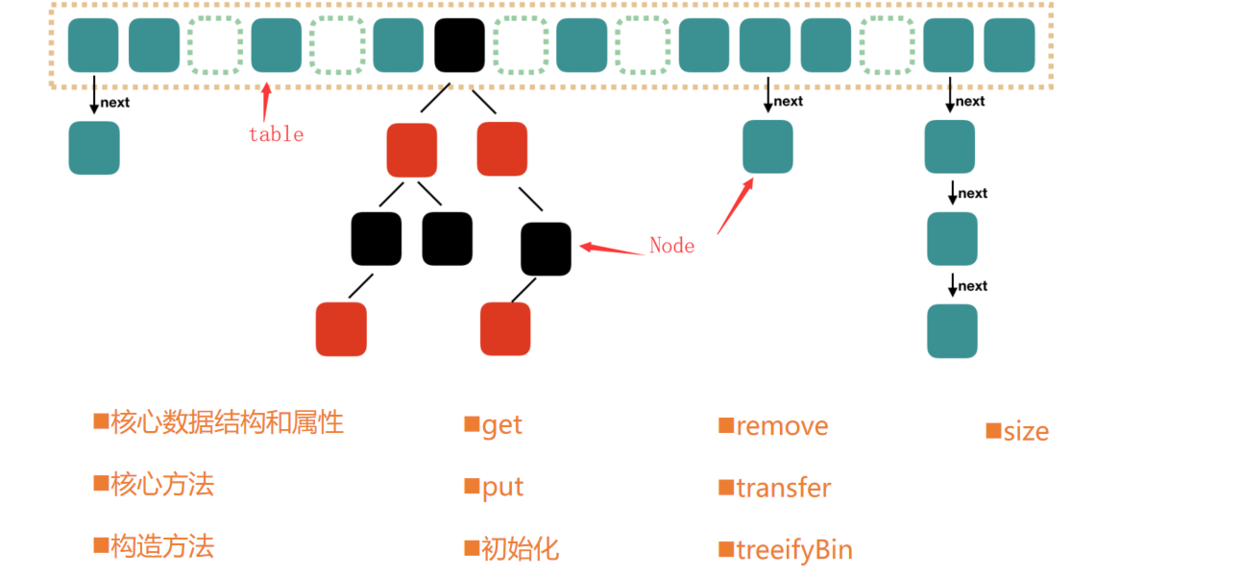 next
next
next
table
next
Node
next
■核心数据结构和属性
■get
■remove
■size
■核心方法
■put
■transfer
■构造方法
■初始化
■treeifyBin